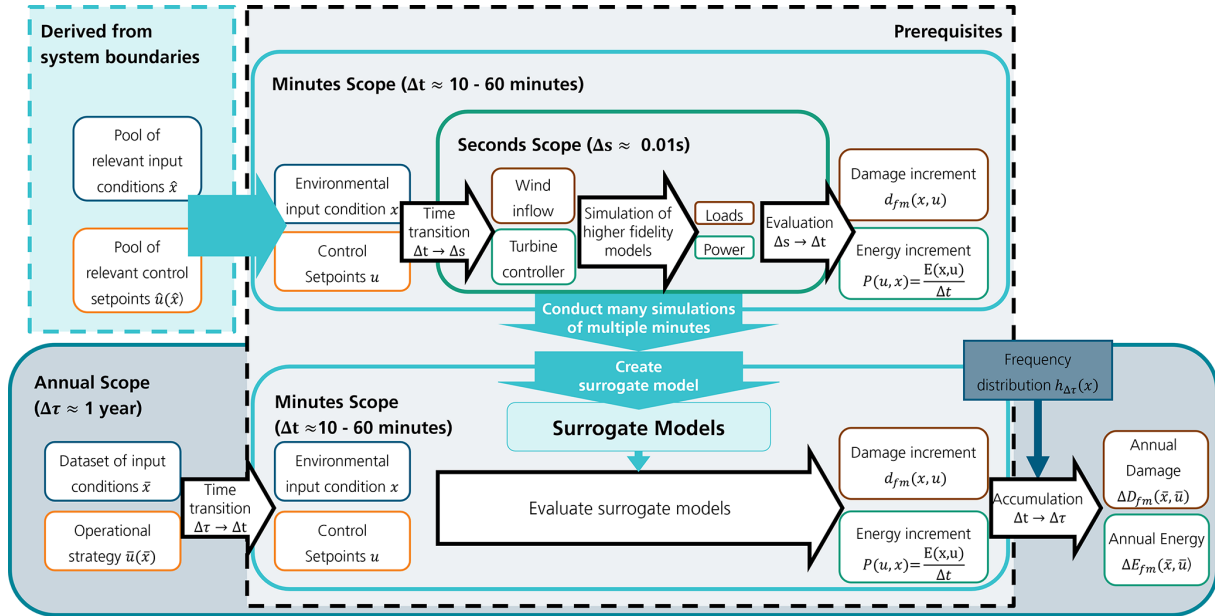 Derived from
system boundaries
Pool of
relevant input
conditions x̂
Pool of
relevant control
setpoints û(x̂)
Prerequisites
Minutes Scope (Δt ≈ 10 - 60 minutes)
Environmental
input condition x
Control
Setpoints u
Time
transition
Δt → Δs
Seconds Scope (Δs ≈ 0.01s)
Wind
inflow
Turbine
controller
Simulation of
higher fidelity
models
Loads
Power
Evaluation
Δs → Δt
Damage increment
d_fm(x, u)
Energy increment
P(u, x)=E(x,u)/Δt
Conduct many simulations
of multiple minutes
Create
surrogate model
Annual Scope
(Δτ ≈ 1 year)
Dataset of input
conditions x̄
Operational
strategy ū(x̄)
Time
transition
Δτ → Δt
Minutes Scope
(Δt ≈10 - 60 minutes)
Environmental
input condition x
Control
Setpoints u
Surrogate Models
Evaluate surrogate models
Damage increment
d_fm(x, u)
Energy increment
P(u, x)=E(x,u)/Δt
Frequency
distribution h_Δτ(x)
Accumulation
Δt → Δτ
Annual
Damage
ΔD_fm(x̄, ū)
Annual Energy
ΔE_fm(x̄, ū)